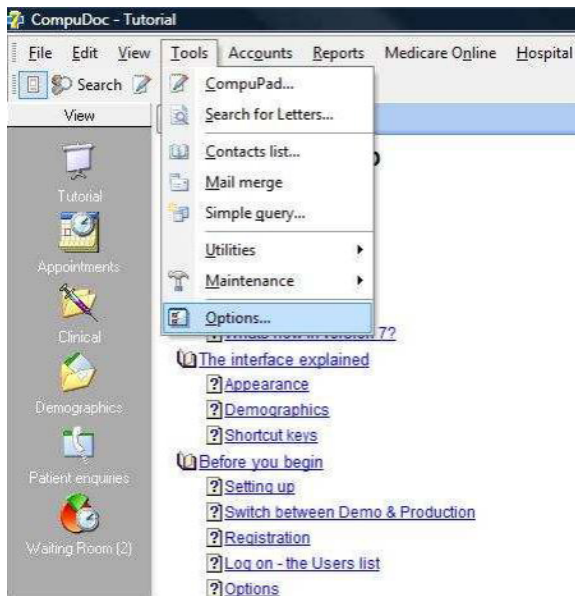 CompuDoc - Tutorial
File Edit View Tools Accounts Reports Medicare Online Hospital
Search
View
CompuPad...
Search for Letters...
Contacts list...
Mail merge
Simple query...
Utilities
Maintenance
Options...
Tutorial
Appointments
Clinical
Demographics
Patient enquiries
Waiting Room (2)
7?
The interface explained
Appearance
Demographics
Shortcut keys
Before you begin
Setting up
Switch between Demo & Production
Registration
Log on - the Users list
Options